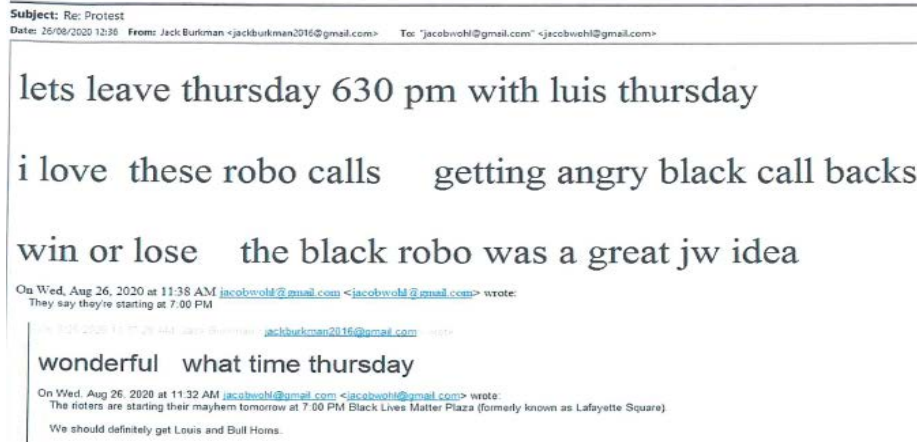 Subject: Re: Protest
Date: 26/08/2020 12:38 From: Jack Burkman <jackburkman2016@gmail.com> To: "jacobwohl@gmail.com" <jacobwohl@gmail.com>
lets leave thursday 630 pm with luis thursday
i love these robo calls getting angry black call backs
win or lose the black robo was a great jw idea
On Wed, Aug 26, 2020 at 11:38 AM jacobwohl@gmail.com <jacobwohl@gmail.com> wrote:
They say they're starting at 7:00 PM
jackburkman2016@gmail.com wrote
wonderful what time thursday
On Wed, Aug 26, 2020 at 11:32 AM jacobwohl@gmail.com <jacobwohl@gmail.com> wrote:
The rioters are starting their mayhem tomorrow at 7:00 PM Black Lives Matter Plaza (formerly known as Lafayette Square).
We should definitely get Louis and Bull Horns.